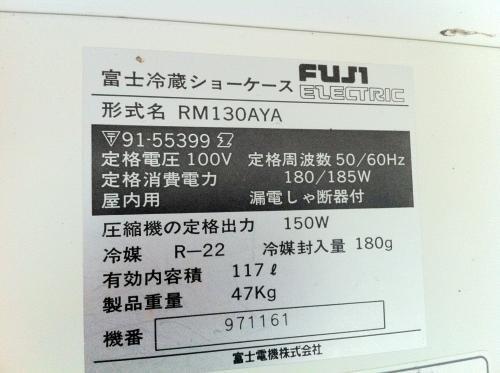 富士冷蔵ショーケース FUJI ELECTRIC
形式名 RM130AYA
91-55399
定格電圧 100V 定格周波数 50/60Hz
定格消費電力 180/185W
屋内用 漏電しゃ断器付
圧縮機の定格出力 150W
冷媒 R-22 冷媒封入量 180g
有効内容積 117ℓ
製品重量 47Kg
機番 971161
富士電機株式会社